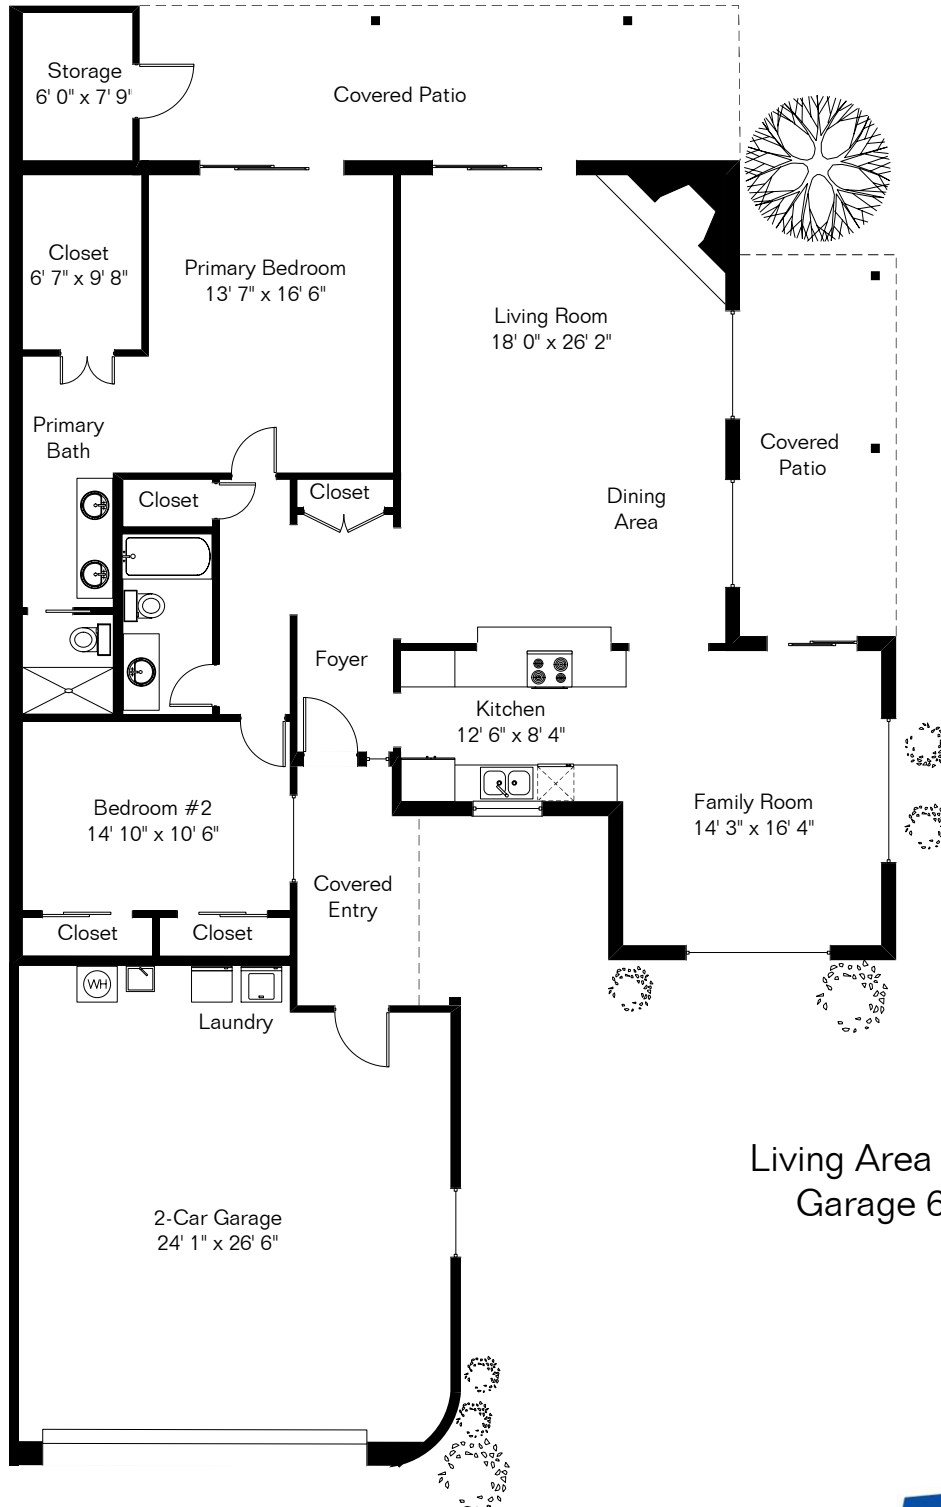 Storage
6' 0" x 7' 9"
Covered Patio
Closet
6' 7" x 9' 8"
Primary Bedroom
13' 7" x 16' 6"
Living Room
18' 0" x 26' 2"
Primary
Bath
Covered
Patio
Closet
Closet
Dining
Area
Foyer
Kitchen
12' 6" x 8' 4"
Bedroom #2
14' 10" x 10' 6"
Family Room
14' 3" x 16' 4"
Covered
Entry
Closet
Closet
WH
Laundry
Living Area
Garage 6
2-Car Garage
24' 1" x 26' 6"